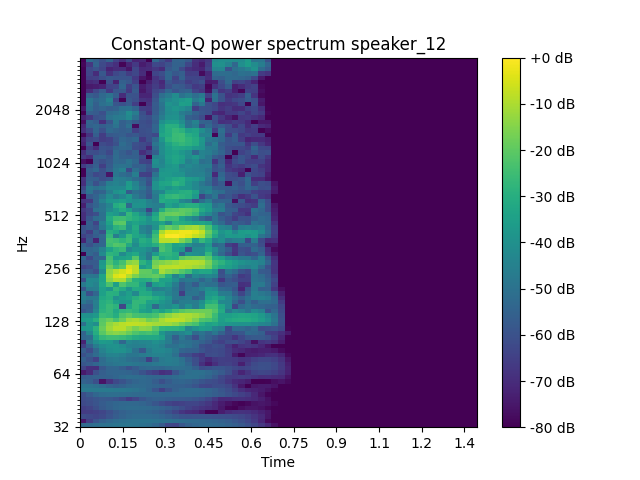 Constant-Q power spectrum speaker_12
Hz
2048
1024
512
256
128
64
32
0 0.15 0.3 0.45 0.6 0.75 0.9 1.1 1.2 1.4
Time
+0 dB
-10 dB
-20 dB
-30 dB
-40 dB
-50 dB
-60 dB
-70 dB
-80 dB